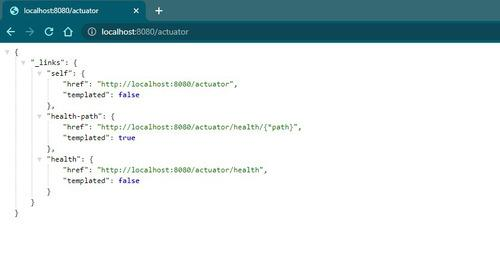 localhost:8080/actuator
localhost:8080/actuator
{
"_links": {
"self": {
"href": "http://localhost:8080/actuator",
"templated": false
},
"health-path": {
"href": "http://localhost:8080/actuator/health/{*path}",
"templated": true
},
"health": {
"href": "http://localhost:8080/actuator/health",
"templated": false
}
}
}